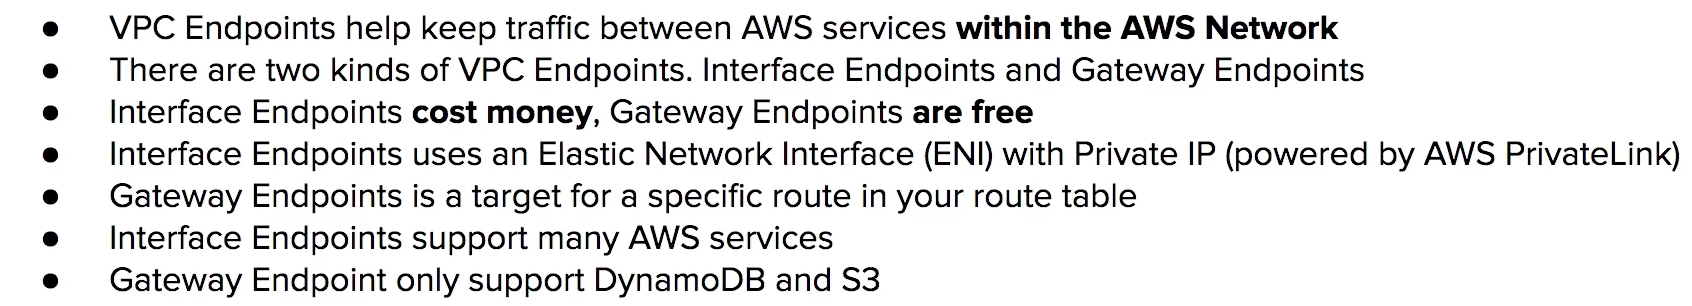 ● VPC Endpoints help keep traffic between AWS services within the AWS Network
● There are two kinds of VPC Endpoints. Interface Endpoints and Gateway Endpoints
● Interface Endpoints cost money, Gateway Endpoints are free
● Interface Endpoints uses an Elastic Network Interface (ENI) with Private IP (powered by AWS PrivateLink)
● Gateway Endpoints is a target for a specific route in your route table
● Interface Endpoints support many AWS services
● Gateway Endpoint only support DynamoDB and S3